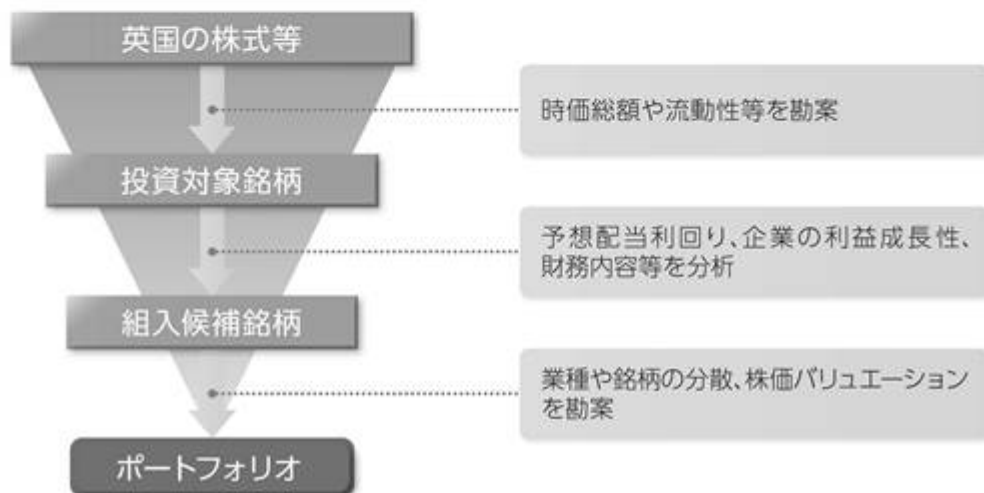 英国の株式等
時価総額や流動性等を勘案
投資対象銘柄
予想配当利回り、企業の利益成長性、
財務内容等を分析
組入候補銘柄
業種や銘柄の分散、株価バリュエーション
を勘案
ポートフォリオ